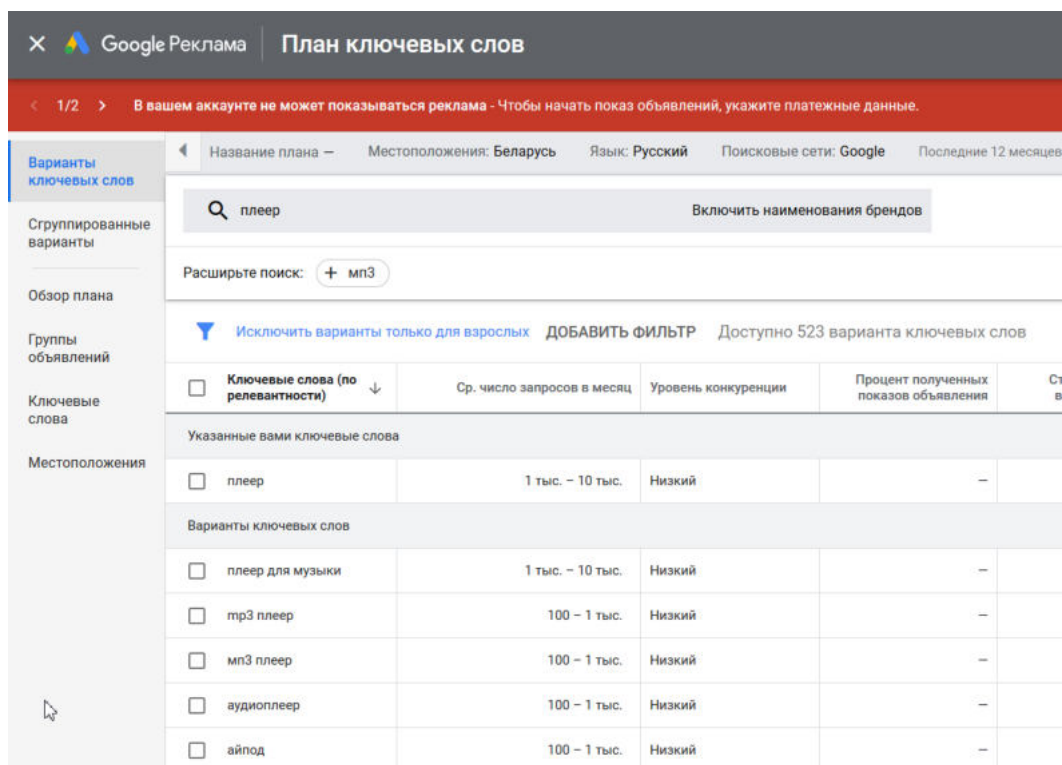 Google Реклама План ключевых слов
1/2 В вашем аккаунте не может показываться реклама - Чтобы начать показ объявлений, укажите платежные данные.
Варианты ключевых слов
Сгруппированные варианты
Обзор плана
Группы объявлений
Ключевые слова
Местоположения
Название плана — Местоположения: Беларусь Язык: Русский Поисковые сети: Google Последние 12 месяцев
плеер Включить наименования брендов
Расширьте поиск: + мп3
Исключить варианты только для взрослых ДОБАВИТЬ ФИЛЬТР Доступно 523 варианта ключевых слов
Ключевые слова (по релевантности) Ср. число запросов в месяц Уровень конкуренции Процент полученных показов объявления
Указанные вами ключевые слова
плеер 1 тыс. – 10 тыс. Низкий –
Варианты ключевых слов
плеер для музыки 1 тыс. – 10 тыс. Низкий –
mp3 плеер 100 – 1 тыс. Низкий –
мп3 плеер 100 – 1 тыс. Низкий –
аудиоплеер 100 – 1 тыс. Низкий –
айпод 100 – 1 тыс. Низкий –